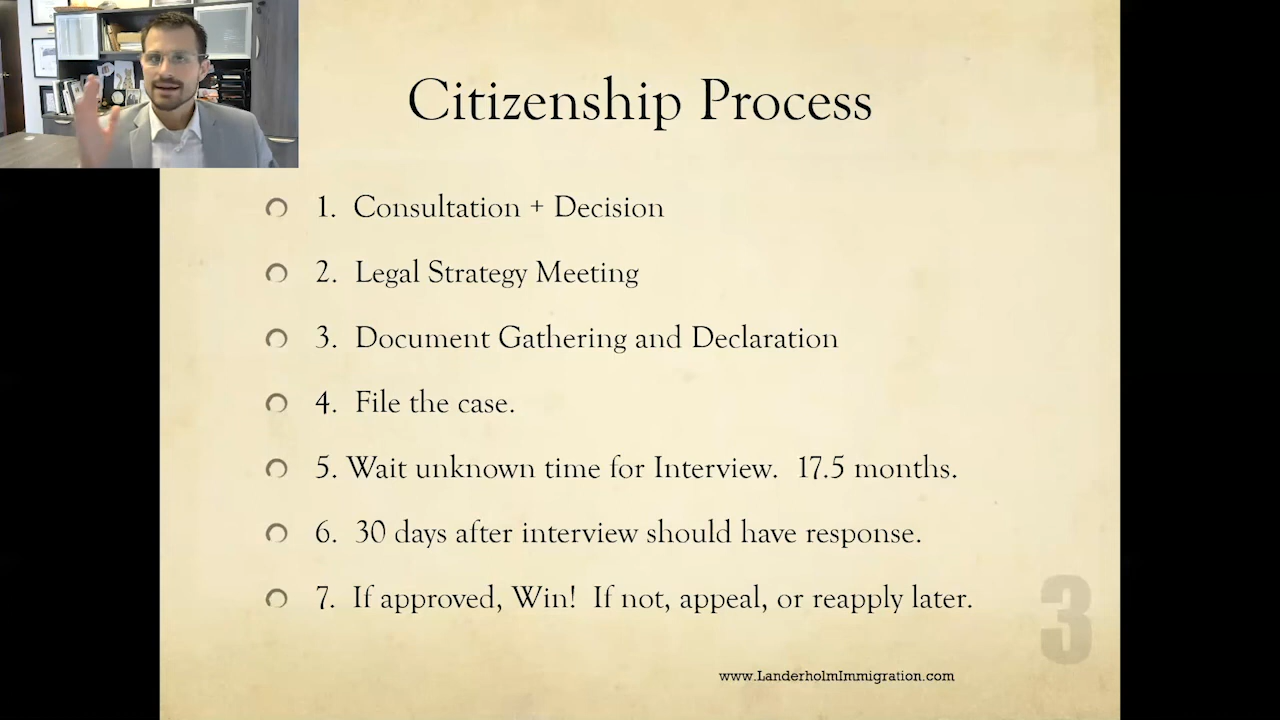 Citizenship Process
1. Consultation + Decision
2. Legal Strategy Meeting
3. Document Gathering and Declaration
4. File the case.
5. Wait unknown time for Interview. 17.5 months.
6. 30 days after interview should have response.
7. If approved, Win! If not, appeal, or reapply later.
3
www.LanderholmImmigration.com